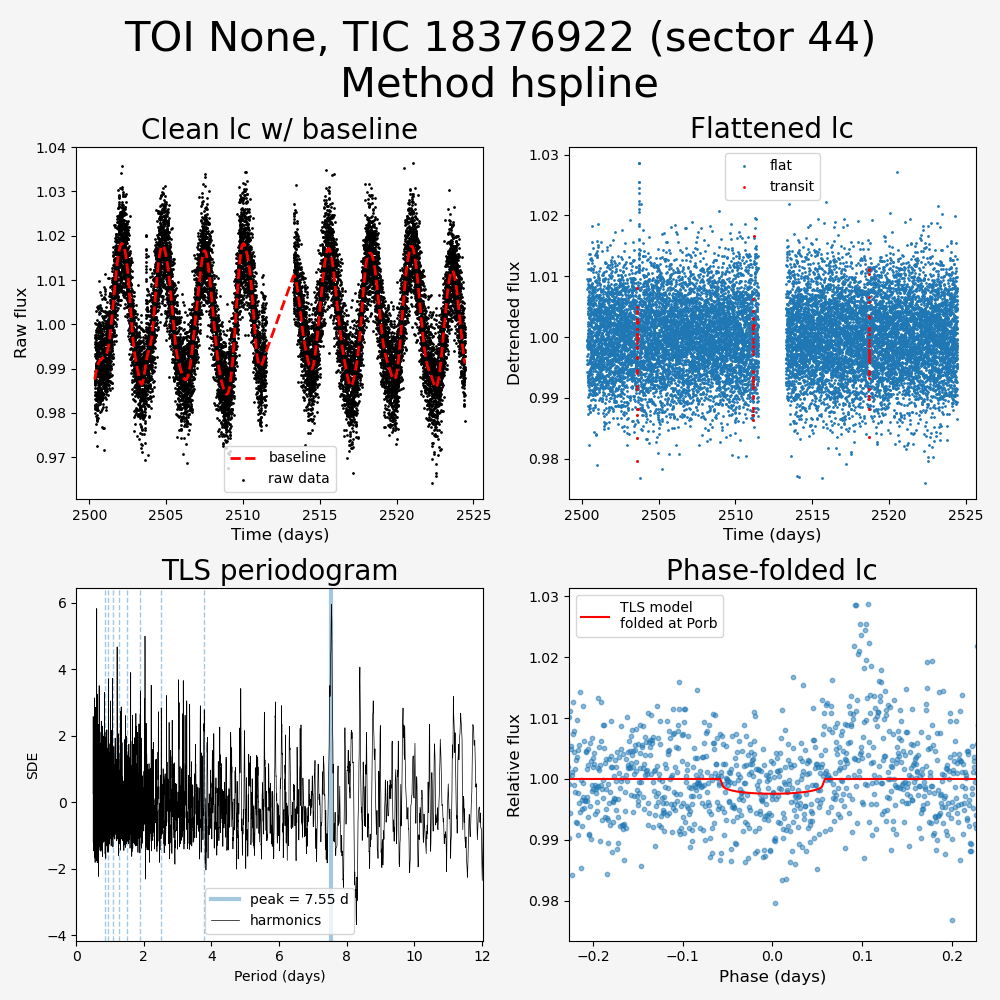 TOI None, TIC 18376922 (sector 44)
Method hspline
Clean lc w/ baseline
Raw flux
1.04
1.03
1.02
1.01
1.00
0.99
0.98
0.97
baseline
raw data
2500
2505
2510
2515
2520
2525
Time (days)
Flattened lc
Detrended flux
1.03
1.02
1.01
1.00
0.99
0.98
flat
transit
2500
2505
2510
2515
2520
2525
Time (days)
TLS periodogram
SDE
6
4
2
0
−2
−4
peak = 7.55 d
harmonics
0
2
4
6
8
10
12
Period (days)
Phase-folded lc
Relative flux
1.03
1.02
1.01
1.00
0.99
0.98
TLS model
folded at Porb
−0.2
−0.1
0.0
0.1
0.2
Phase (days)